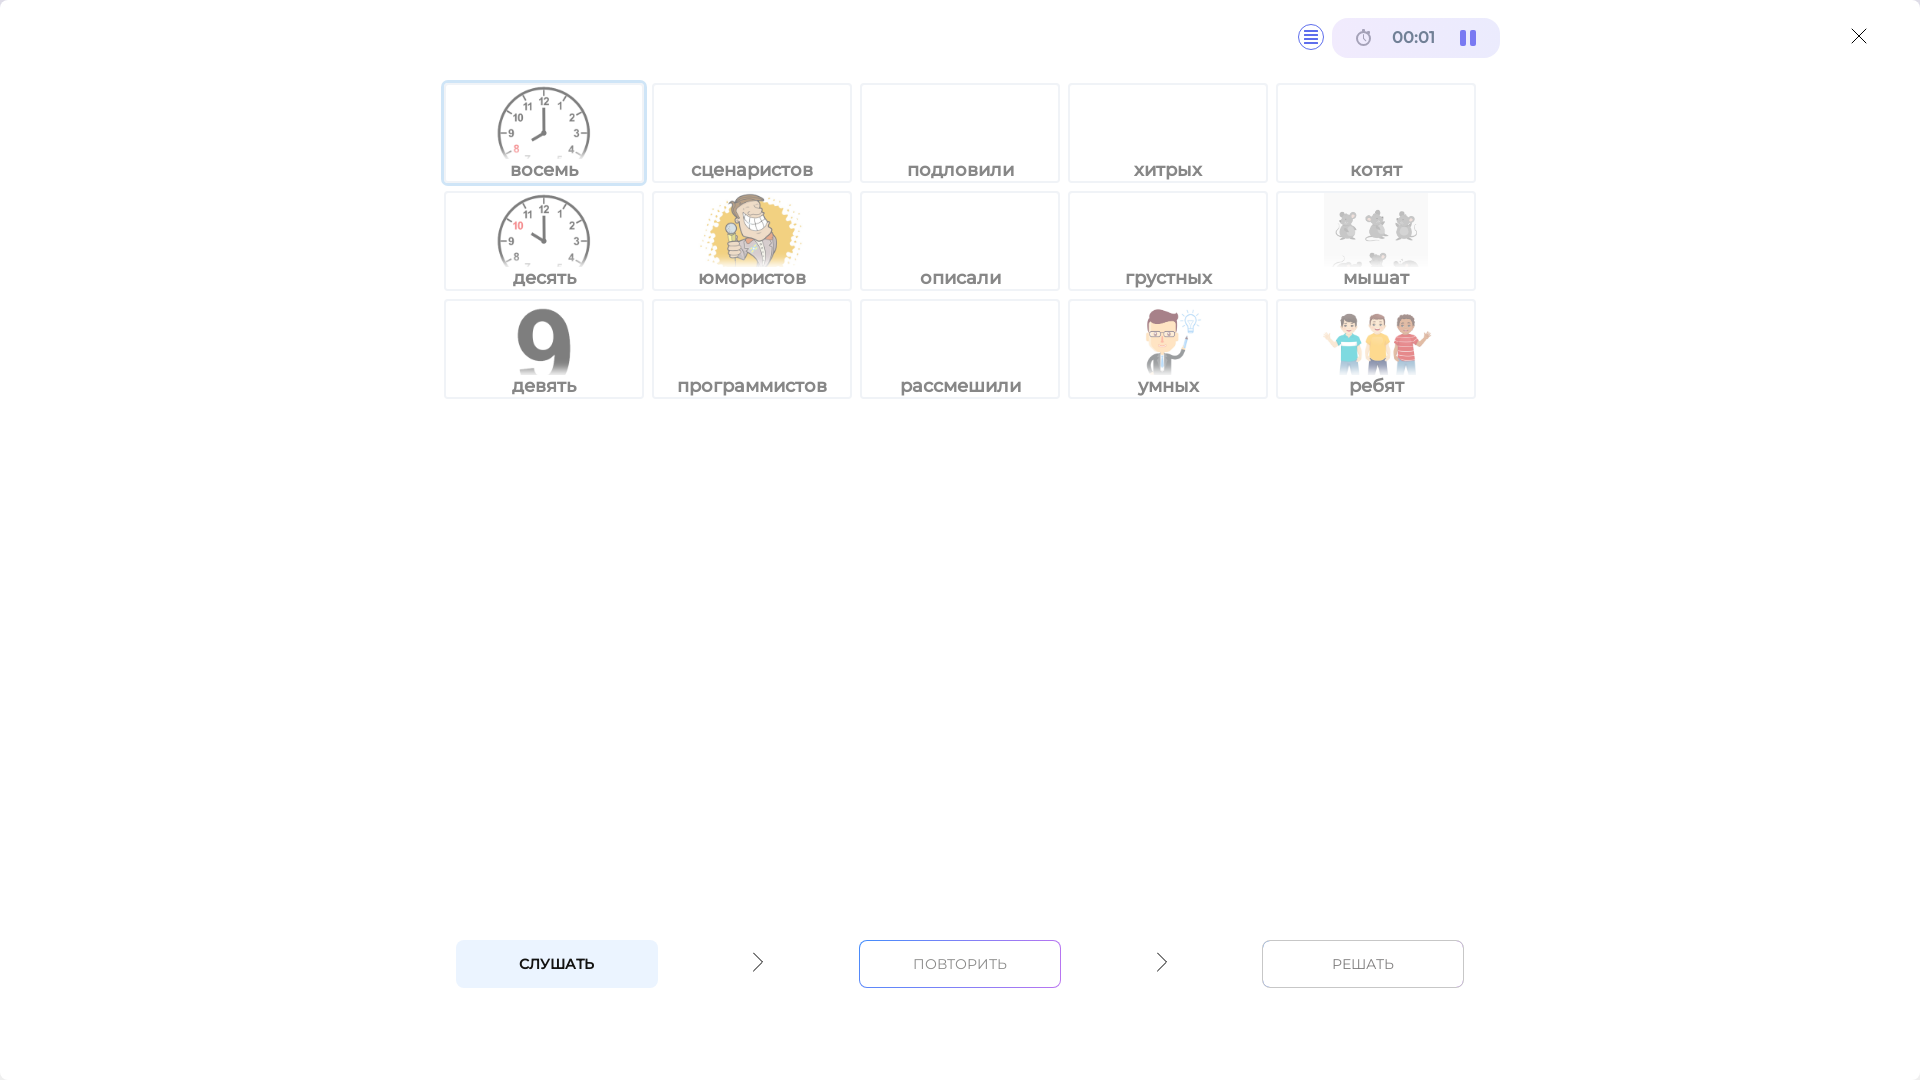 00:01
восемь сценаристов подловили хитрых котят
десять юмористов описали грустных мышат
9
девять программистов рассмешили умных ребят
СЛУШАТЬ ПОВТОРИТЬ РЕШАТЬ